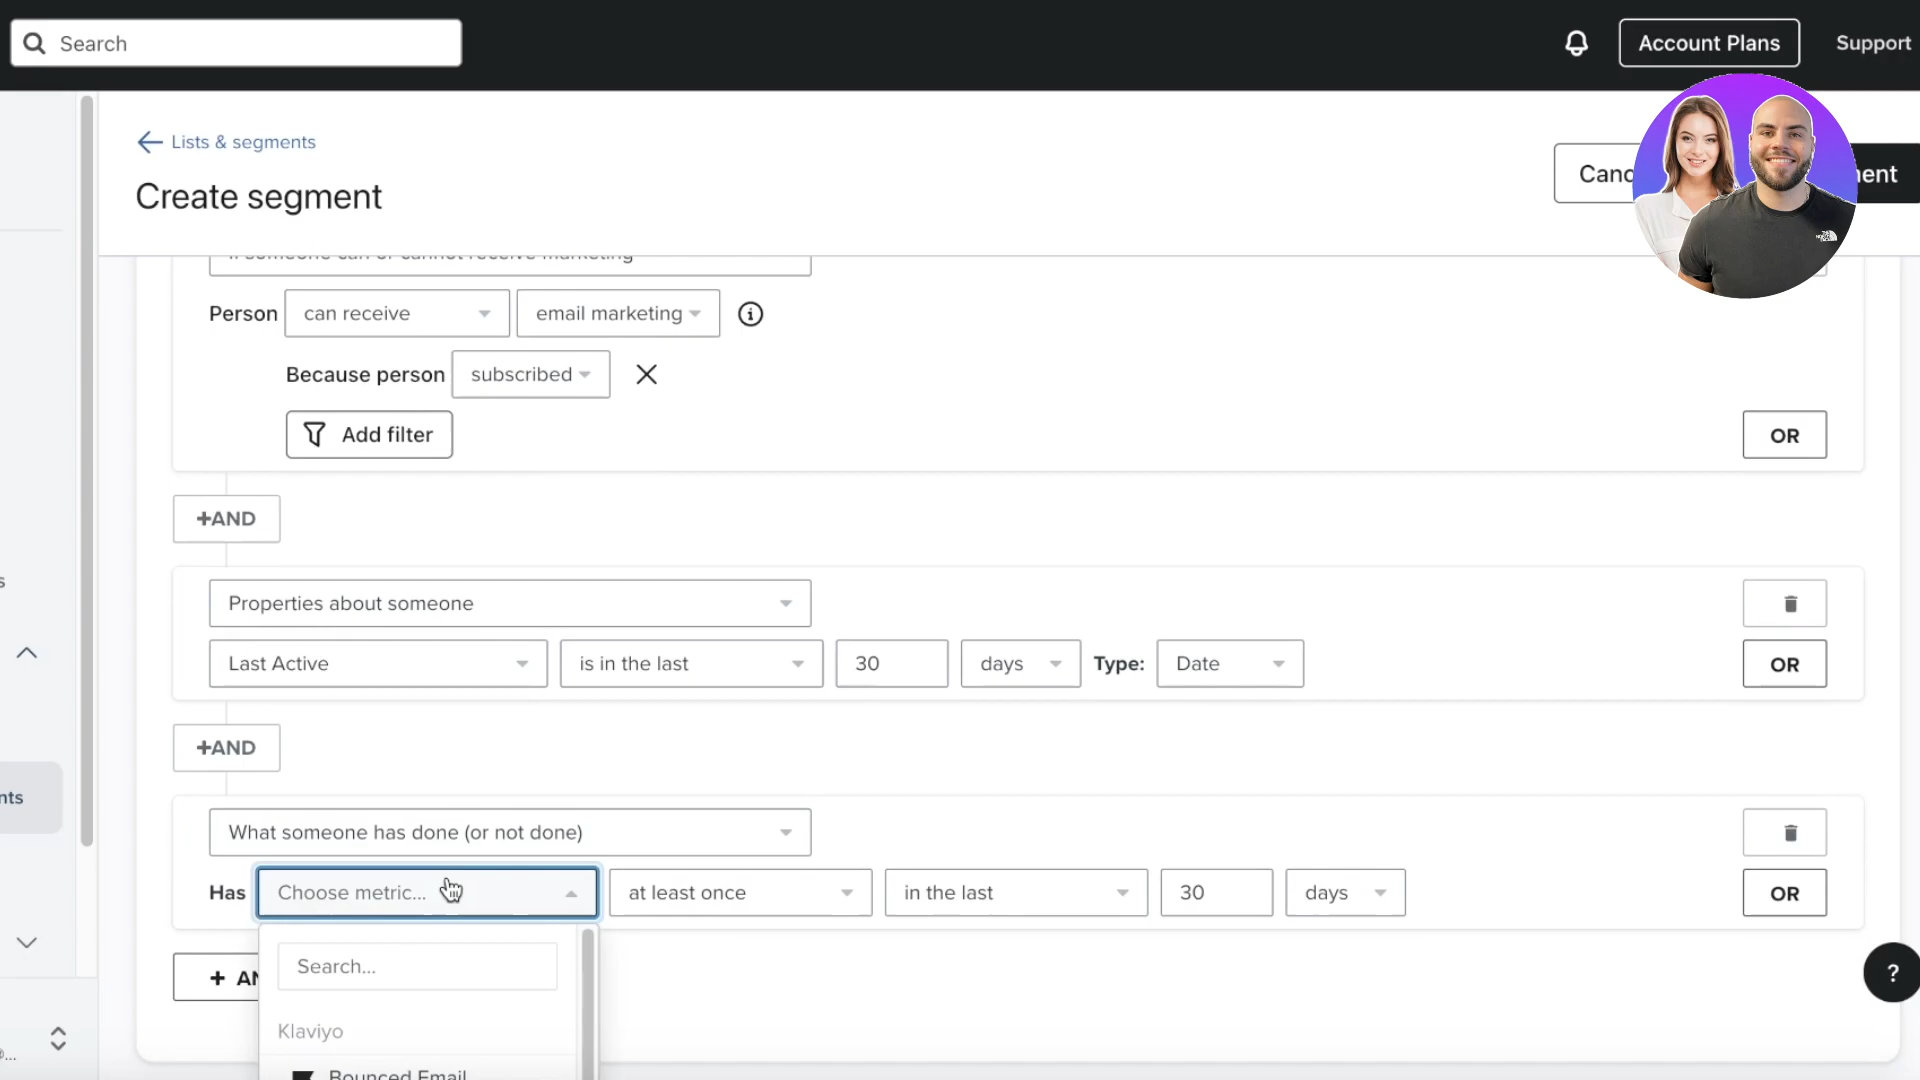 Search
Account Plans
Support
Lists & segments
Create segment
If someone can or cannot receive marketing
Person can receive email marketing
Because person subscribed
Add filter
OR
+AND
Properties about someone
Last Active is in the last 30 days Type: Date
OR
+AND
What someone has done (or not done)
Has Choose metric... at least once in the last 30 days
OR
Search...
Klaviyo
Bounced Email
?